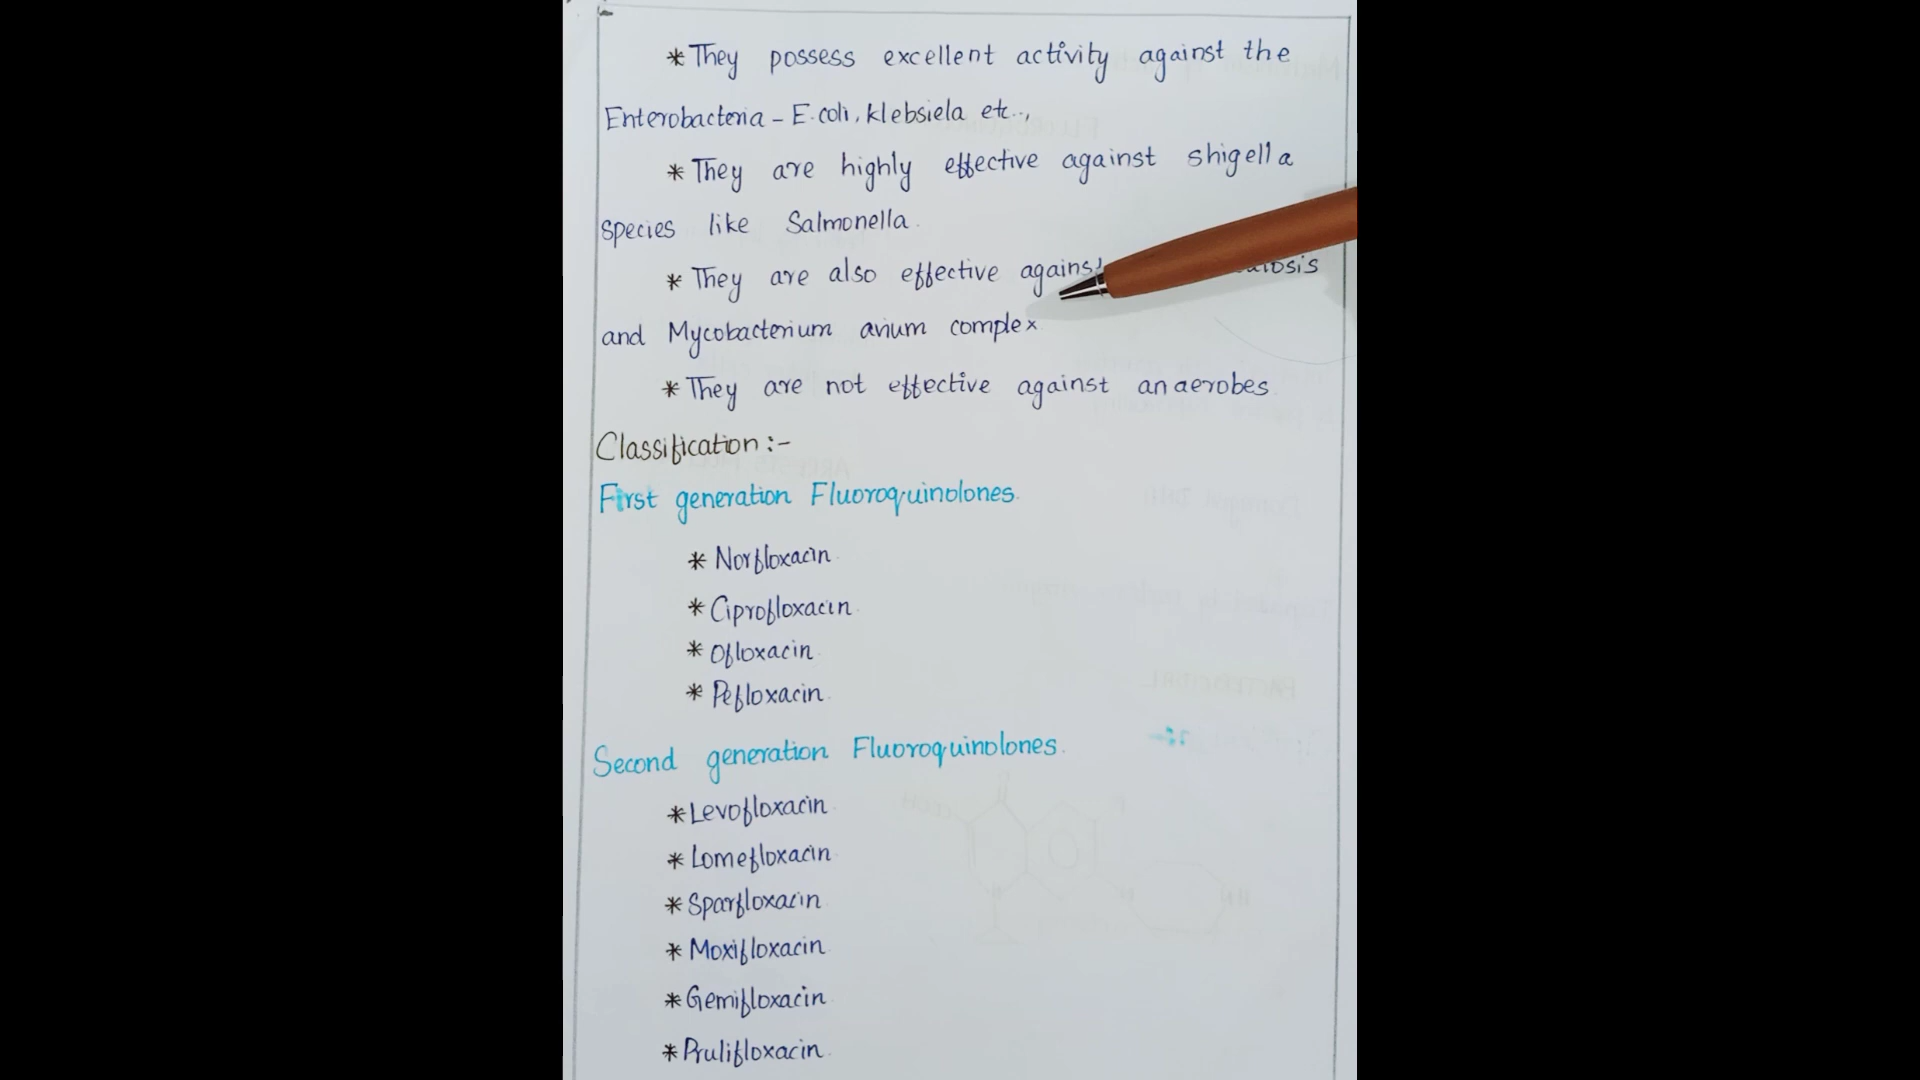 * They possess excellent activity against the
Enterobacteria - E.coli, klebsiela etc..,
* They are highly effective against shigella
species like Salmonella.
* They are also effective against
and Mycobacterium avium complex.
* They are not effective against anaerobes.
Classification :-
First generation Fluoroquinolones.
* Norfloxacin
* Ciprofloxacin
* Ofloxacin
* Pefloxacin
Second generation Fluoroquinolones.
* Levofloxacin
* Lomefloxacin
* Sparfloxacin
* Moxifloxacin
* Gemifloxacin
* Prulifloxacin